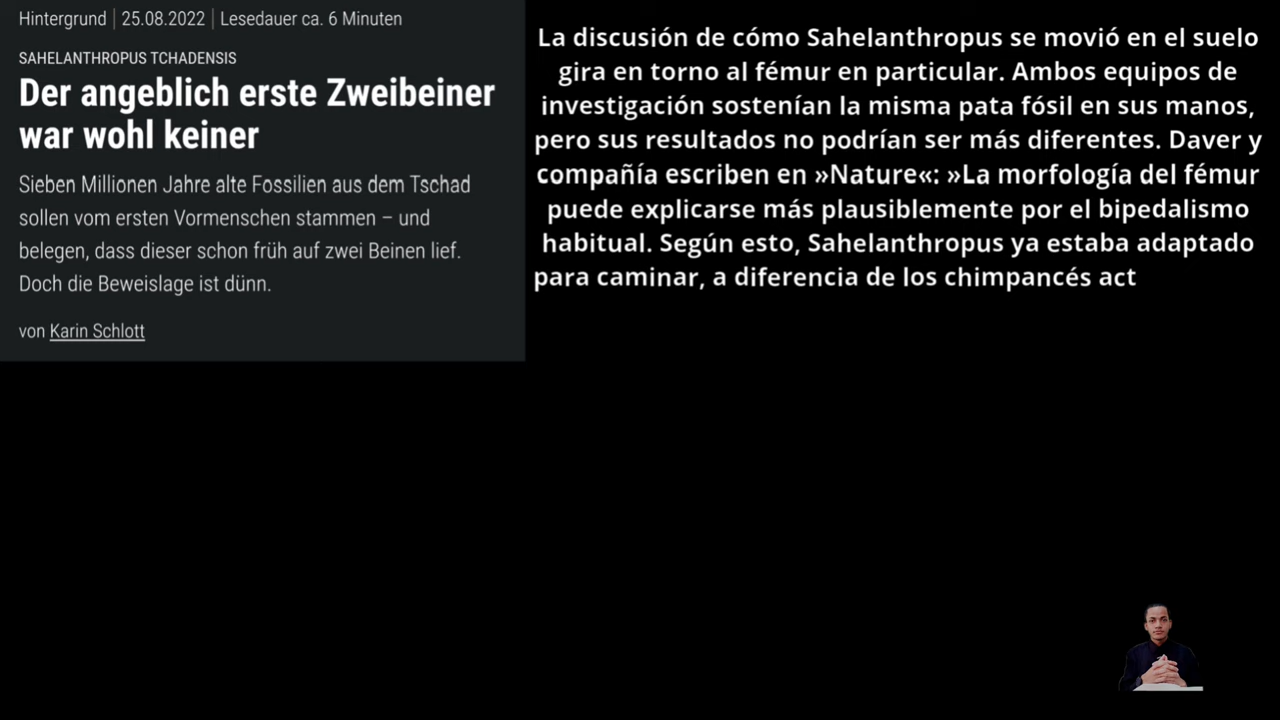 Hintergrund | 25.08.2022 | Lesedauer ca. 6 Minuten
SAHELANTHROPUS TCHADENSIS
Der angeblich erste Zweibeiner
war wohl keiner
Sieben Millionen Jahre alte Fossilien aus dem Tschad
sollen vom ersten Vormenschen stammen – und
belegen, dass dieser schon früh auf zwei Beinen lief.
Doch die Beweislage ist dünn.
von Karin Schlott
La discusión de cómo Sahelanthropus se movió en el suelo
gira en torno al fémur en particular. Ambos equipos de
investigación sostenían la misma pata fósil en sus manos,
pero sus resultados no podrían ser más diferentes. Daver y
compañía escriben en »Nature«: »La morfología del fémur
puede explicarse más plausiblemente por el bipedalismo
habitual. Según esto, Sahelanthropus ya estaba adaptado
para caminar, a diferencia de los chimpancés act